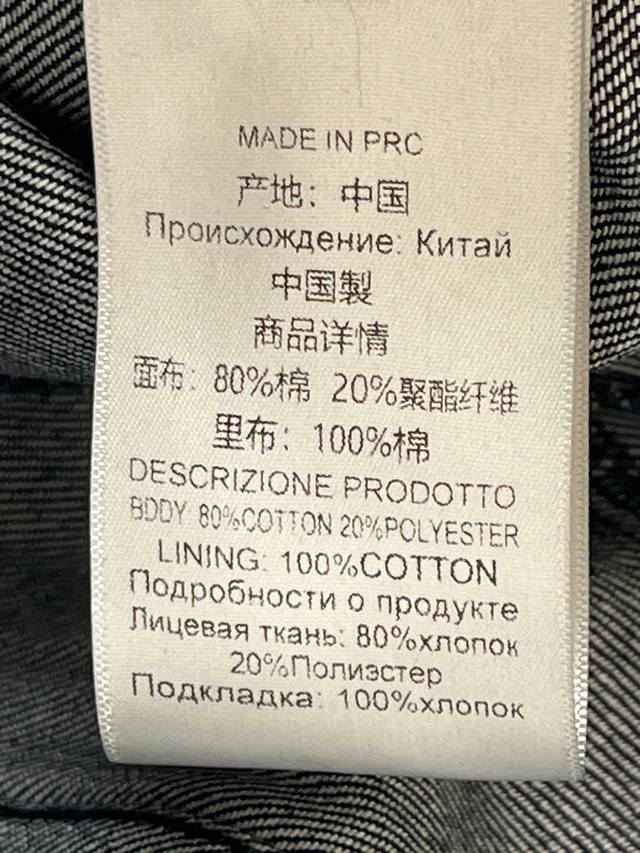 MADE IN PRC
产地：中国
Происхождение: Китай
中国製
商品详情
面布：80%棉 20%聚酯纤维
里布：100%棉
DESCRIZIONE PRODOTTO
BDDY 80%COTTON 20%POLYESTER
LINING: 100%COTTON
Подробности о продукте
Лицевая ткань: 80%хлопок
20%Полиэстер
Подкладка: 100%хлопок